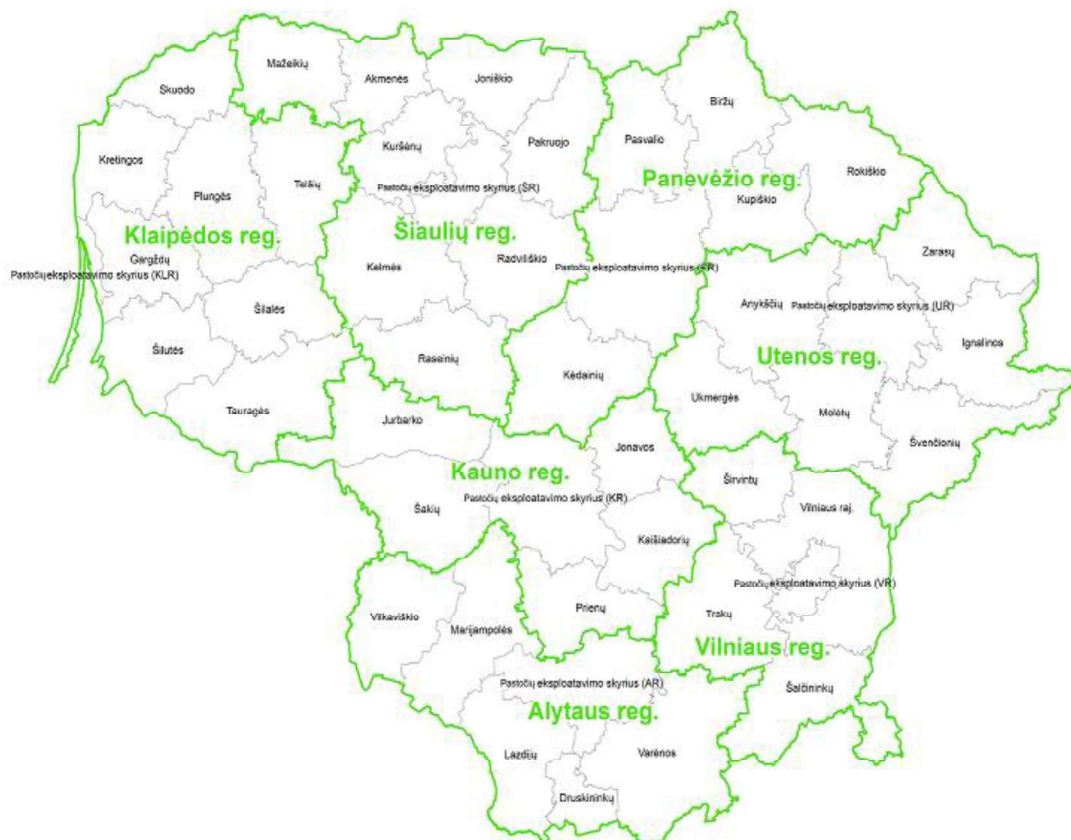 Mažeikių
Akmenės
Joniškio
Skuodo
Biržų
Pasvalio
Kuršėnų
Pakruojo
Kretingos
Rokiškio
Telšių
Panevėžio reg.
Pastočių eksploatavimo skyrius (ŠR)
Plungės
Kupiškio
Klaipėdos reg.
Šiaulių reg.
Zarasų
Gargždų
Radviliškio
Kelmės
Pastočių eksploatavimo skyrius (PR)
Pastočių eksploatavimo skyrius (KLR)
Anykščių
Pastočių eksploatavimo skyrius (UR)
Šilalės
Ignalinos
Šilutės
Utenos reg.
Raseinių
Kėdainių
Ukmergės
Tauragės
Molėtų
Jurbarko
Švenčionių
Jonavos
Kauno reg.
Širvintų
Pastočių eksploatavimo skyrius (KR)
Vilniaus raj.
Šakių
Kaišiadorių
Pastočių eksploatavimo skyrius (VR)
Prienų
Trakų
Vilkaviškio
Marijampolės
Vilniaus reg.
Pastočių eksploatavimo skyrius (AR)
Šalčininkų
Alytaus reg.
Lazdijų
Varėnos
Druskininkų